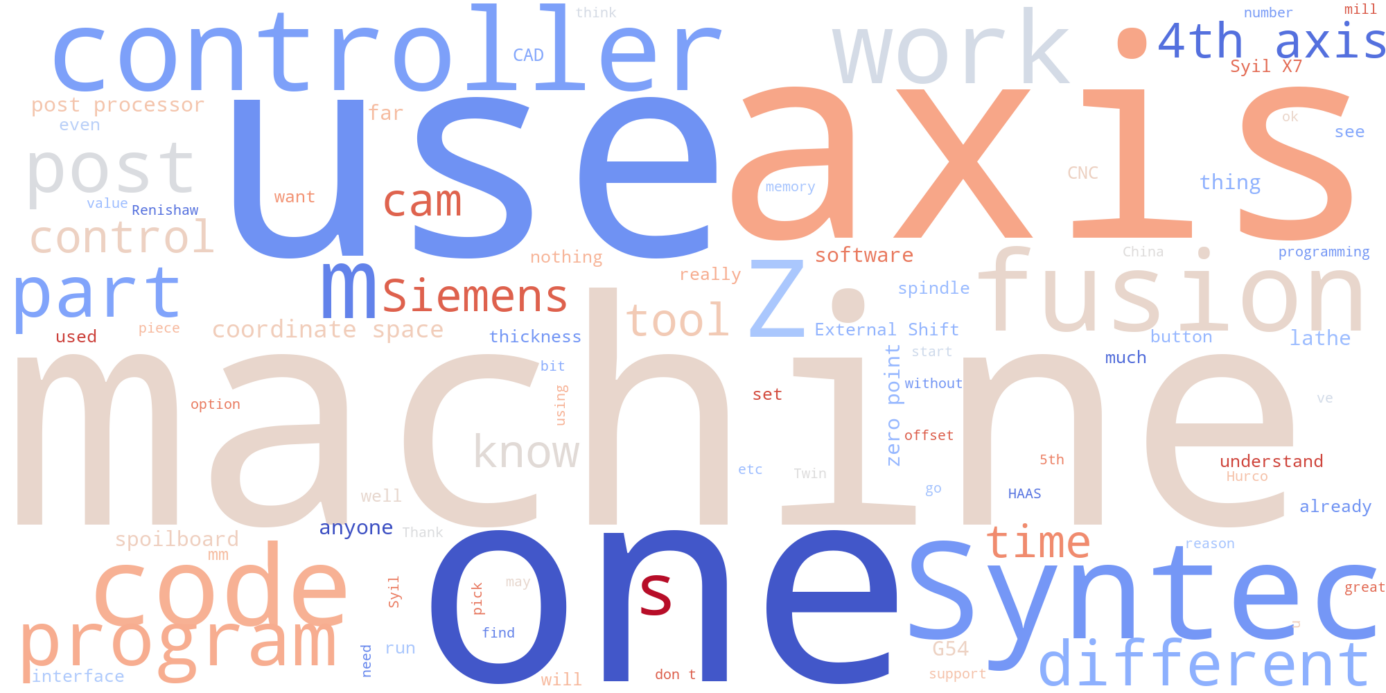 controller
think
CAD
work
number
mill
4th axis
Syil X7
post processor
even
far
use
axis
ok
see
post
want
cam
memory
CNC
thing
value
Renishaw
control
nothing
really
software
China
programming
part
m
Siemens
Z
spindle
fusion
used
piece
coordinate space
thickness
tool
External Shift
button
lathe
machine
bit
option
using
set
zero point
start
without
much
offset
ve
know
etc
Twin
5th
understand
Hurco
well
go
HAAS
already
anyone
Thank
spoilboard
mm
time
reason
code
Syil
one
pick
may
s
find
Syntec
great
P
program
need
run
G54
different
interface
will
don t
support